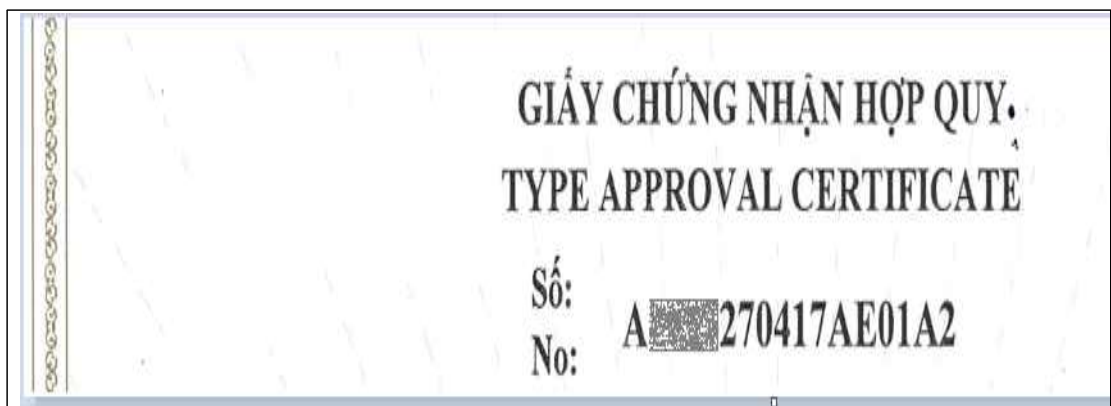 GIẤY CHỨNG NHẬN HỢP QUY
TYPE APPROVAL CERTIFICATE
Số:
No:
A 270417AE01A2